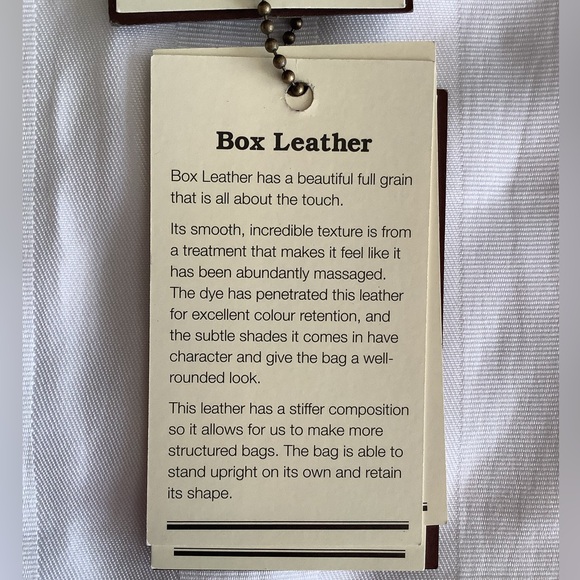 Box Leather
Box Leather has a beautiful full grain
that is all about the touch.
Its smooth, incredible texture is from
a treatment that makes it feel like it
has been abundantly massaged.
The dye has penetrated this leather
for excellent colour retention, and
the subtle shades it comes in have
character and give the bag a well-
rounded look.
This leather has a stiffer composition
so it allows for us to make more
structured bags. The bag is able to
stand upright on its own and retain
its shape.